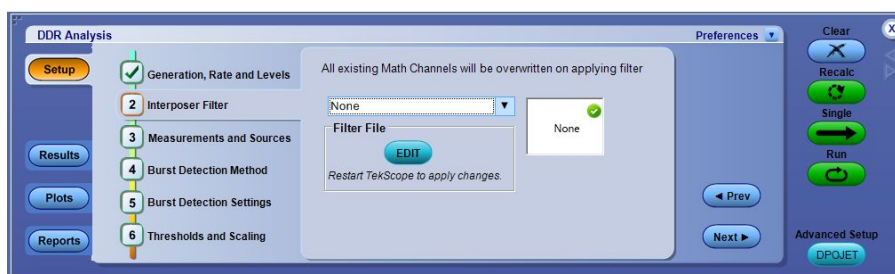 DDR Analysis
Preferences
Clear
X
Setup
Generation, Rate and Levels
All existing Math Channels will be overwritten on applying filter
Recalc
2 Interposer Filter
None
None
Single
3 Measurements and Sources
Filter File
EDIT
Restart TekScope to apply changes.
Run
Results
4 Burst Detection Method
Plots
5 Burst Detection Settings
◄ Prev
Reports
6 Thresholds and Scaling
Next ►
Advanced Setup
DPOJET